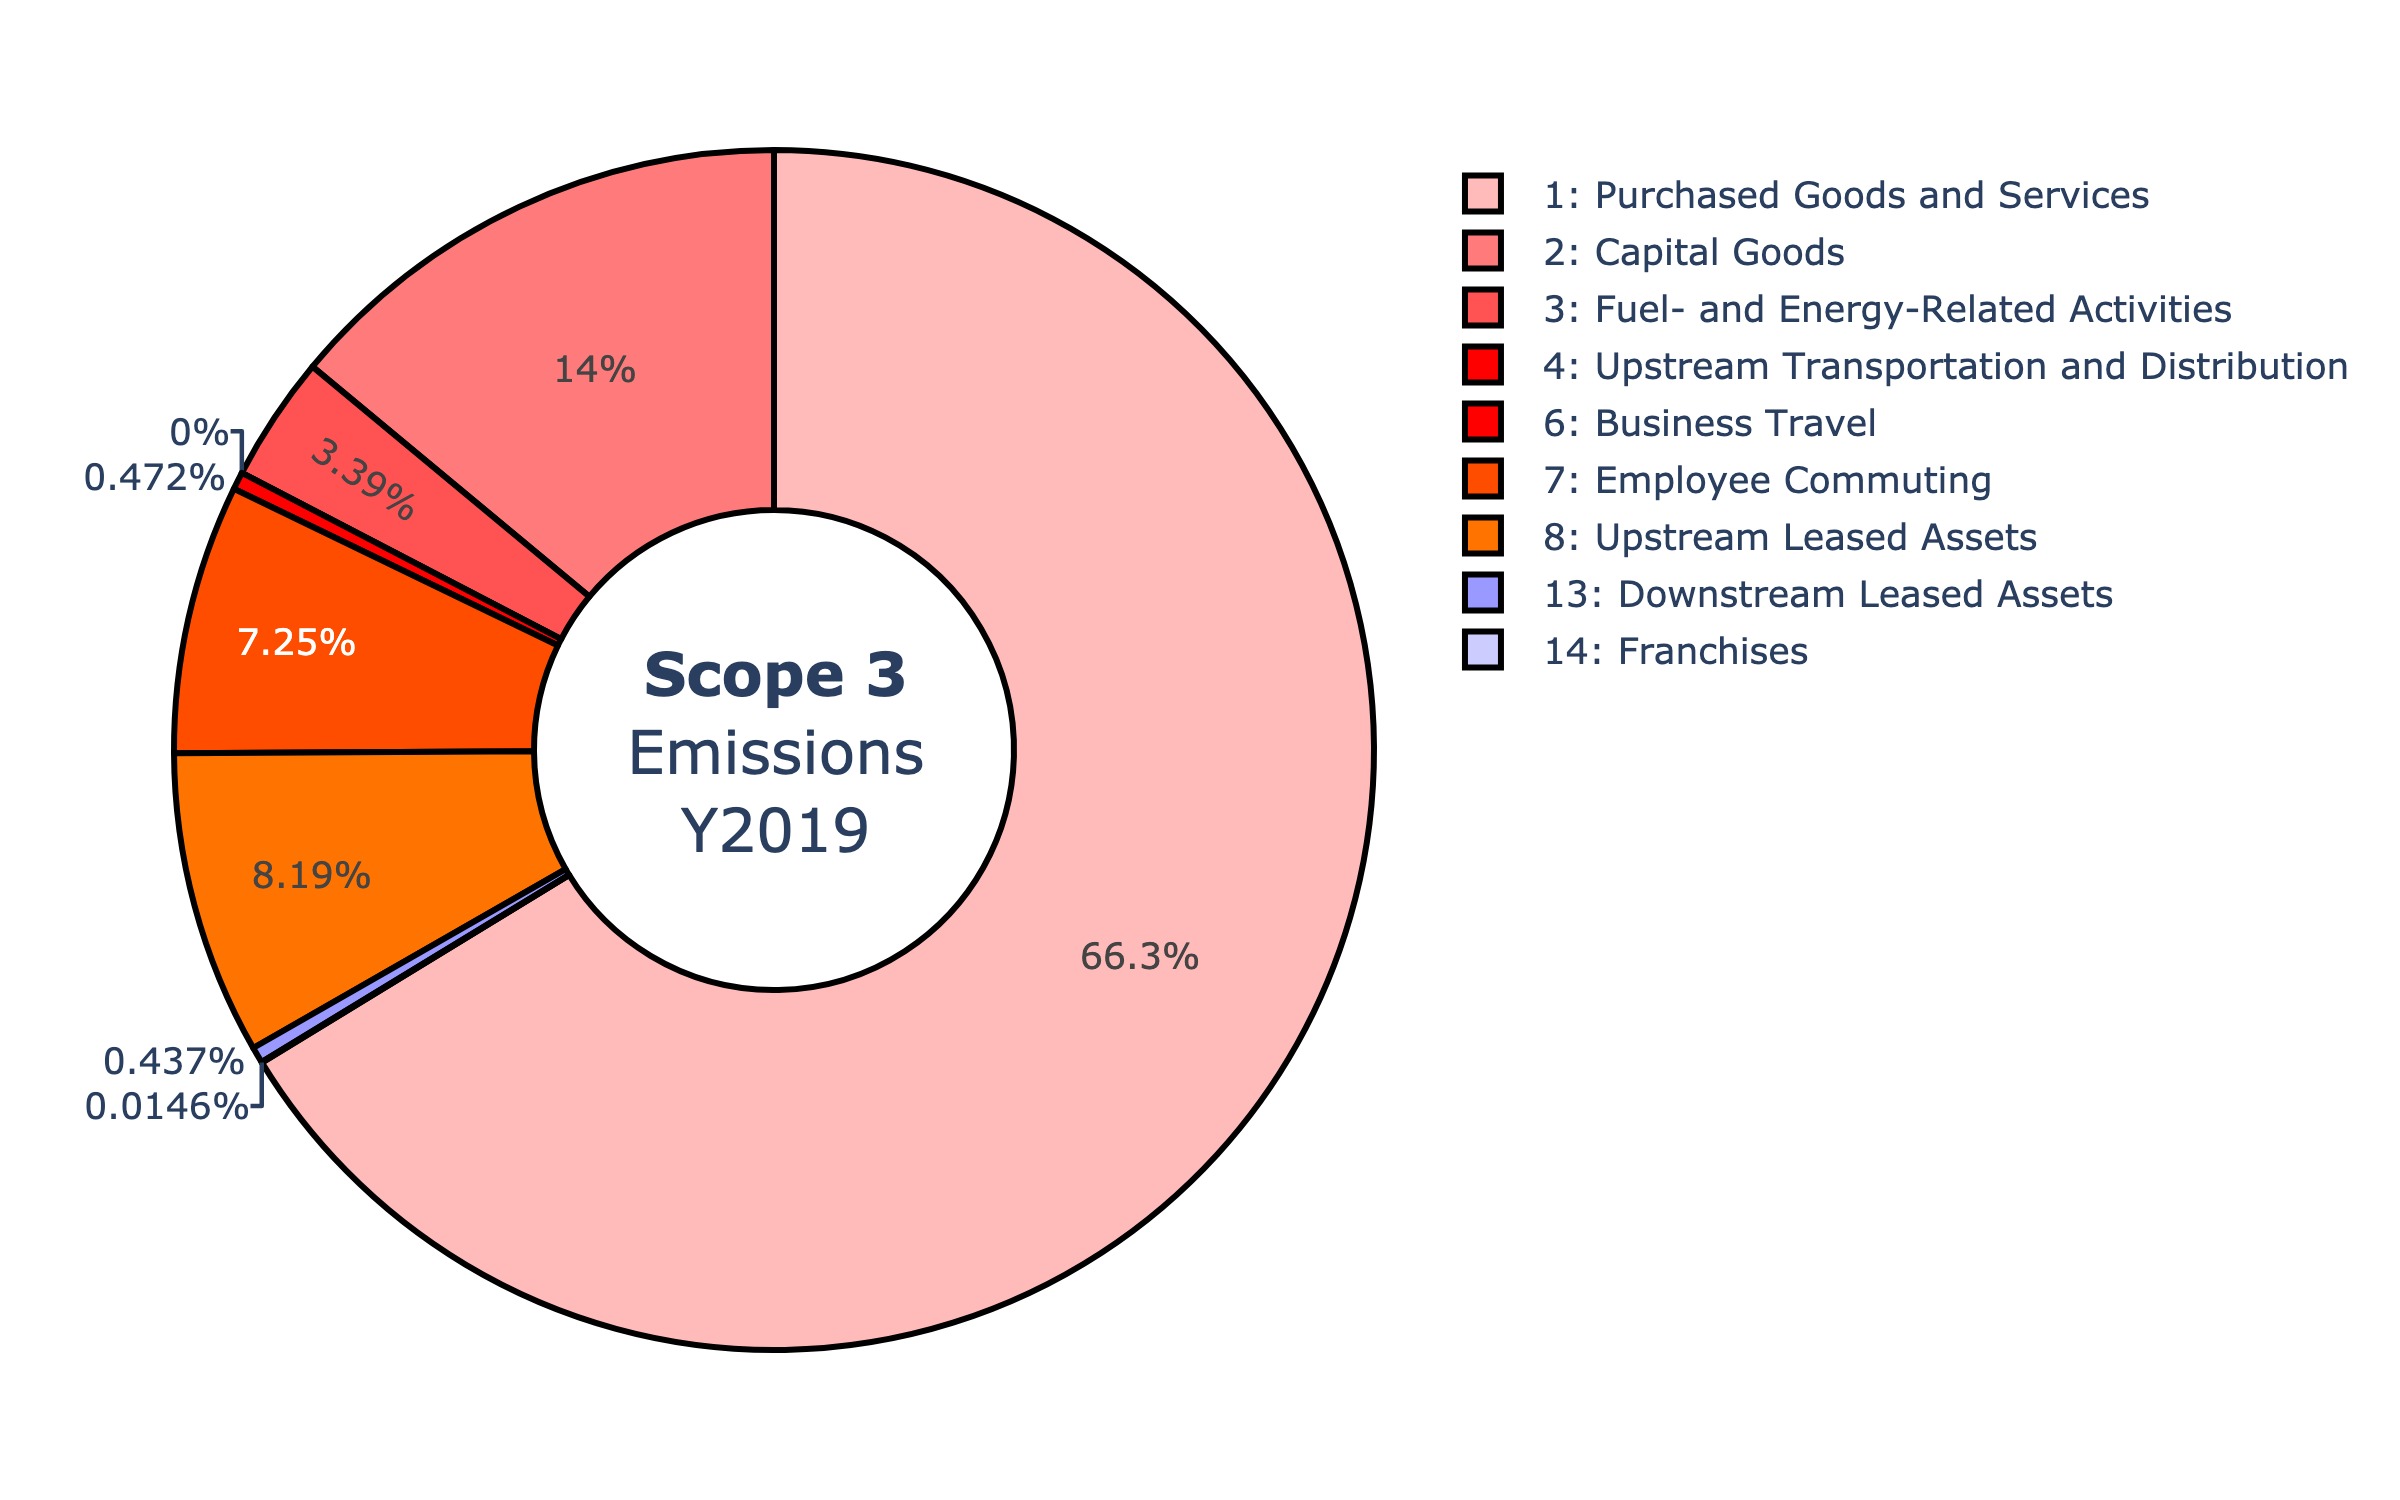 14%
0%
0.472%
3.39%
7.25%
8.19%
0.437%
0.0146%
66.3%
Scope 3
Emissions
Y2019
1: Purchased Goods and Services
2: Capital Goods
3: Fuel- and Energy-Related Activities
4: Upstream Transportation and Distribution
6: Business Travel
7: Employee Commuting
8: Upstream Leased Assets
13: Downstream Leased Assets
14: Franchises